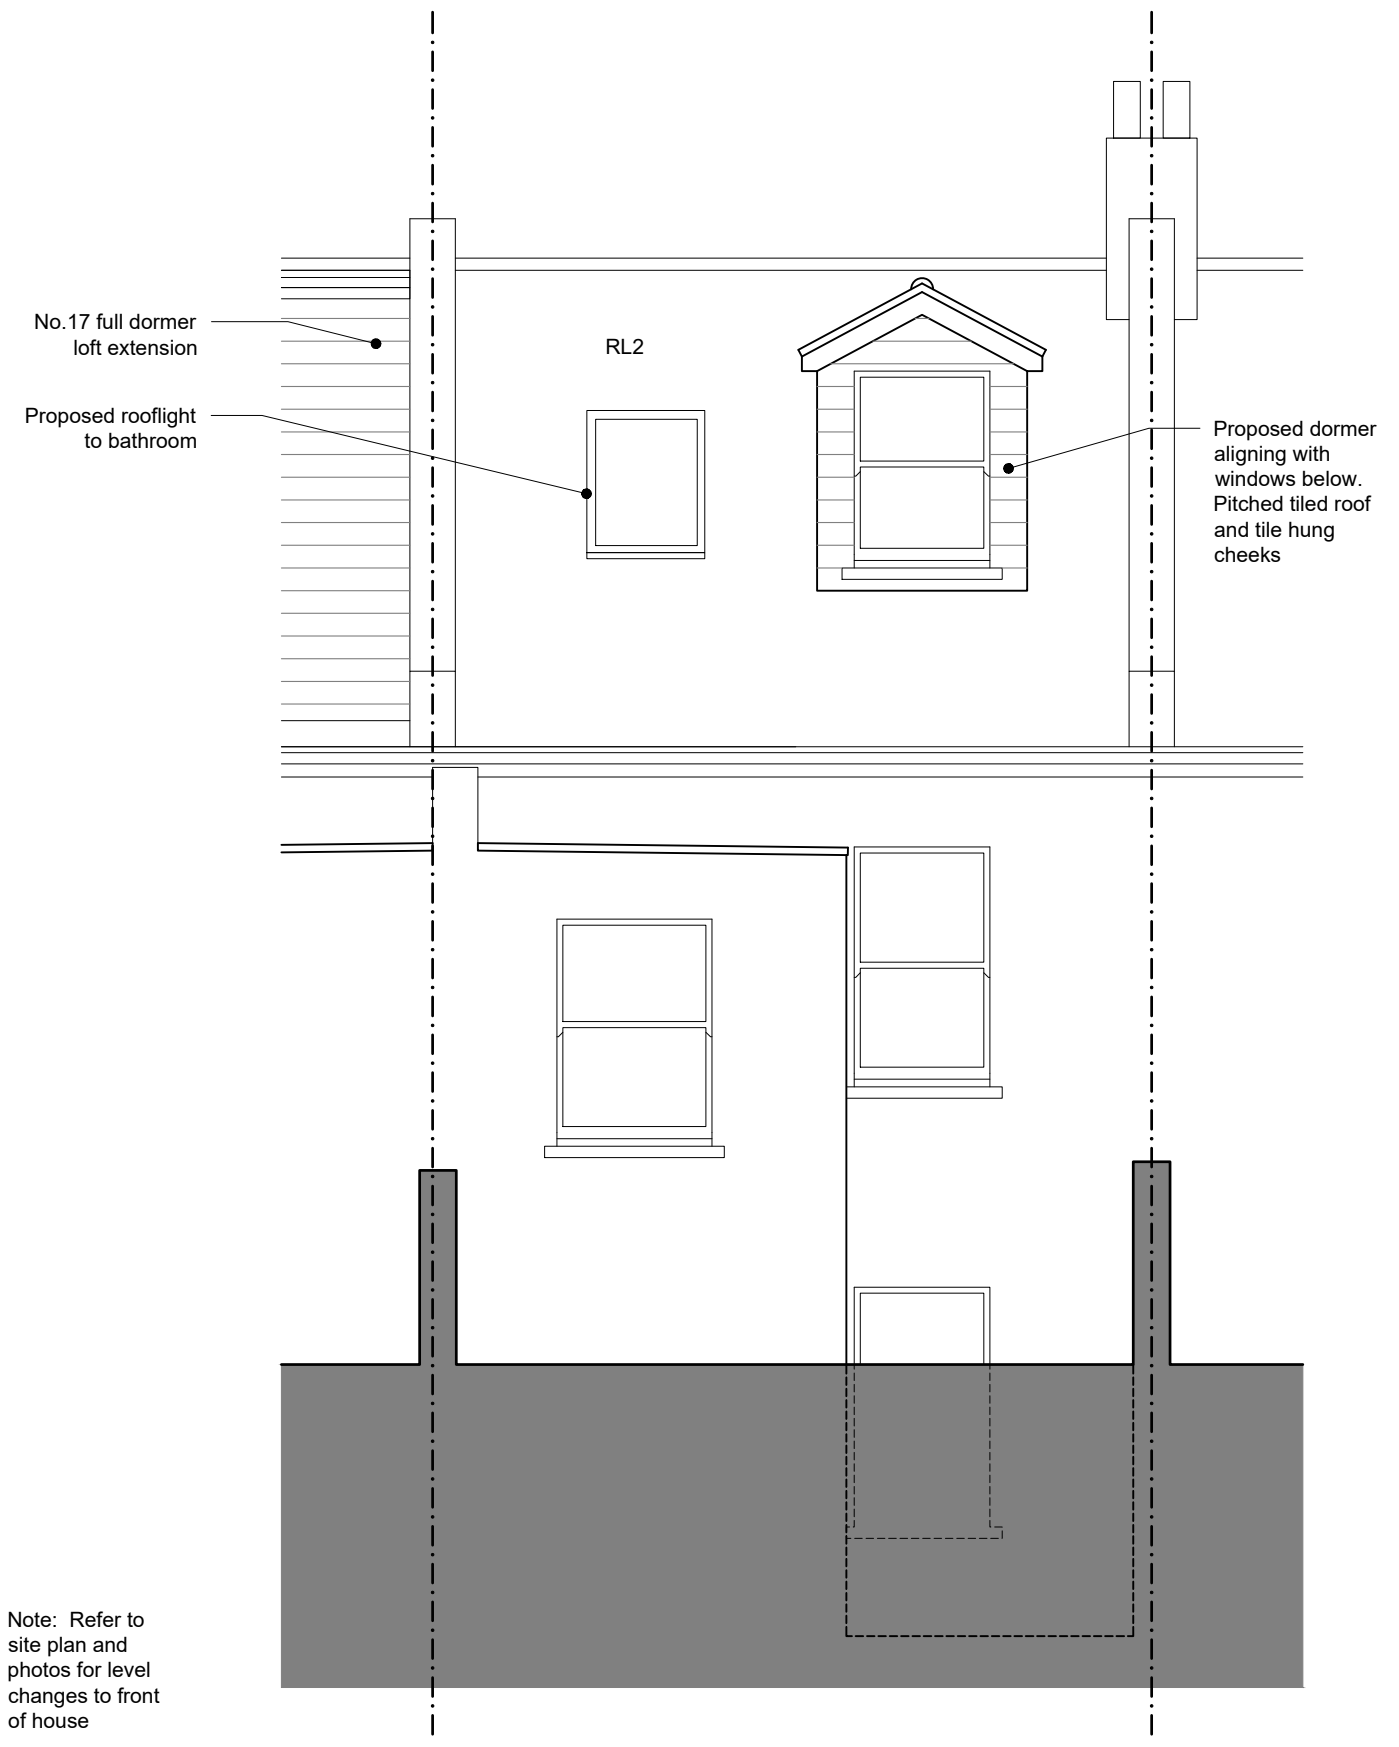 No.17 full dormer
loft extension
RL2
Proposed rooflight
to bathroom
Proposed dormer
aligning with
windows below.
Pitched tiled roof
and tile hung
cheeks
Note: Refer to
site plan and
photos for level
changes to front
of house